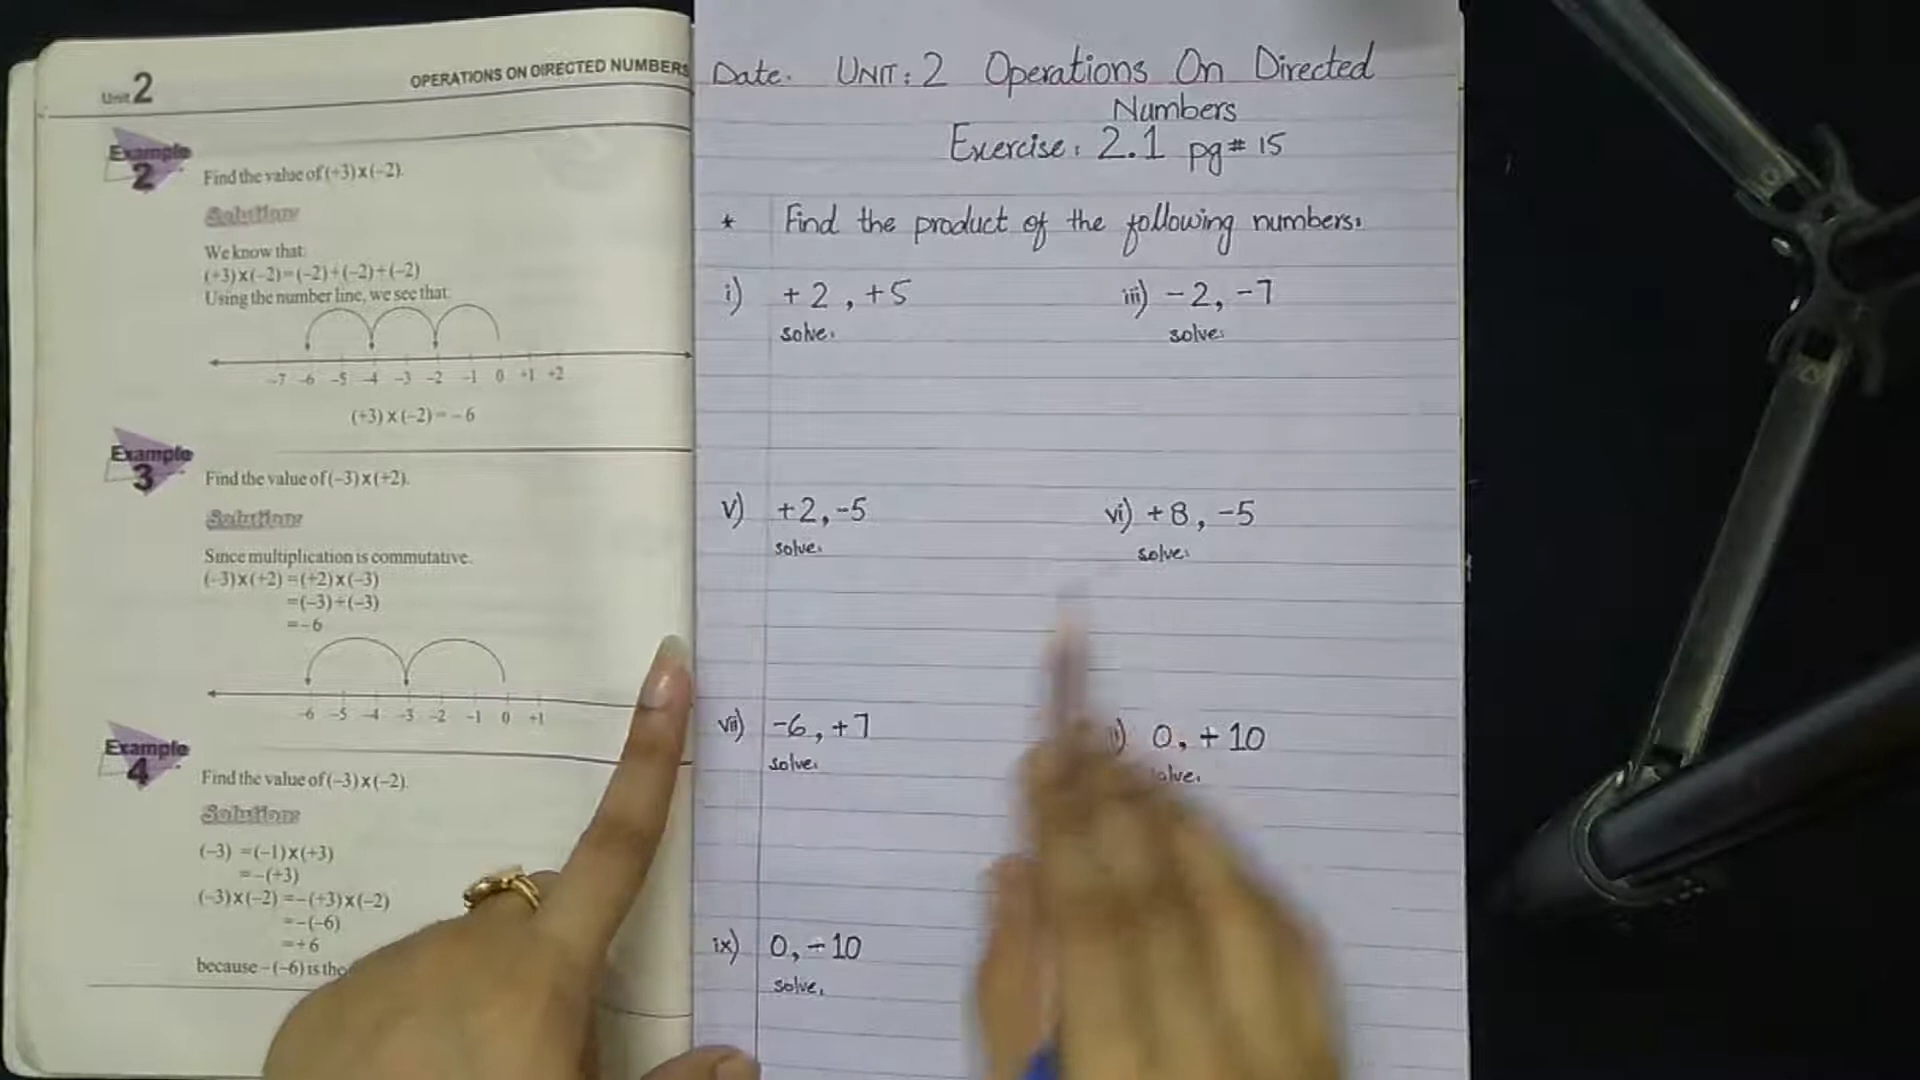 Unit 2
OPERATIONS ON DIRECTED NUMBERS
Example 2
Find the value of (+3)x(−2).
Solution:
We know that:
(+3)x(−2)=(−2)+(−2)+(−2)
Using the number line, we see that
−7 −6 −5 −4 −3 −2 −1 0 +1 +2
(+3) x (−2) = − 6
Example 3
Find the value of (−3)x(+2).
Solution:
Since multiplication is commutative.
(−3)x(+2) =(+2)x(−3)
=(−3)+(−3)
=−6
−6 −5 −4 −3 −2 −1 0 +1
Example 4
Find the value of (−3)x(−2).
Solution:
(−3) =(−1)x(+3)
=−(+3)
(−3)x(−2) =−(+3)x(−2)
=−(−6)
=+6
because −(−6) is the
Date. UNIT: 2 Operations On Directed
Numbers
Exercise: 2.1 pg# 15
* Find the product of the following numbers:
i) +2 , +5 iii) −2, −7
solve. solve:
v) +2, −5 vi) +8, −5
solve. solve:
vii) −6, +7 0, +10
solve.
ix) 0, −10
solve.